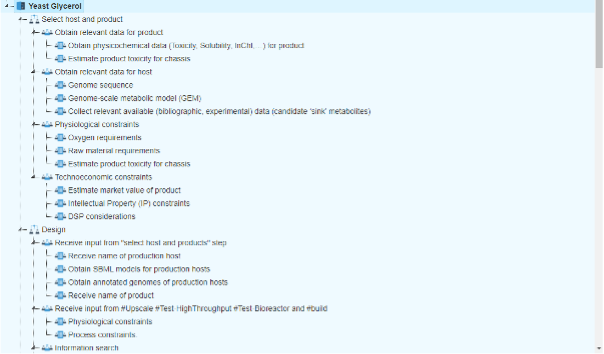 Yeast Glycerol
Select host and product
Obtain relevant data for product
Obtain physicochemical data (Toxicity, Solubility, InChI, .. ) for product
Estimate product toxicity for chassis
Obtain relevant data for host
Genome sequence
Genome-scale metabolic model (GEM)
Collect relevant available (bibliographic, experimental) data (candidate 'sink' metabolites)
Physiological constraints
Oxygen requirements
Raw material requirements
Estimate product toxicity for chassis
Technoeconomic constraints
Estimate market value of product
Intellectual Property (IP) constraints
DSP considerations
Design
Receive input from "select host and products" step
Receive name of production host
Obtain SBML models for production hosts
Obtain annotated genomes of production hosts
Receive name of product
Receive input from #Upscale #Test HighThroughput #Test Bioreactor and #build
Physiological constraints
Process constraints.
Information search